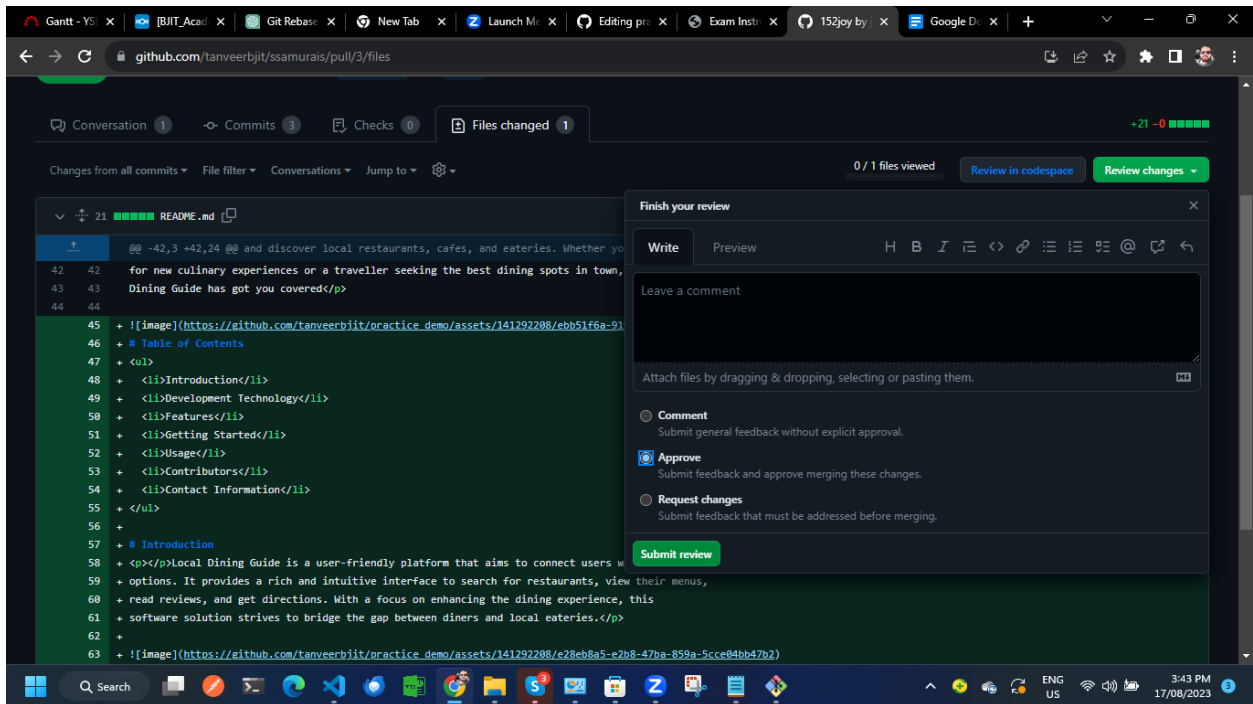 Gantt - YSI
[BJIT_Acad
Git Rebase
New Tab
Launch Me
Editing pra
Exam Instr
152joy by j
Google Do
github.com/tanveerbjit/ssamurais/pull/3/files
Conversation 1
Commits 3
Checks 0
Files changed 1
+21 −0
Changes from all commits
File filter
Conversations
Jump to
0 / 1 files viewed
Review in codespace
Review changes
21 README.md
@@ -42,3 +42,24 @@ and discover local restaurants, cafes, and eateries. Whether yo
42 42 for new culinary experiences or a traveller seeking the best dining spots in town,
43 43 Dining Guide has got you covered</p>
44 44
45 + ![image](https://github.com/tanveerbjit/practice_demo/assets/141292208/ebb51f6a-91
46 + # Table of Contents
47 + <ul>
48 + <li>Introduction</li>
49 + <li>Development Technology</li>
50 + <li>Features</li>
51 + <li>Getting Started</li>
52 + <li>Usage</li>
53 + <li>Contributors</li>
54 + <li>Contact Information</li>
55 + </ul>
56 +
57 + # Introduction
58 + <p></p>Local Dining Guide is a user-friendly platform that aims to connect users w
59 + options. It provides a rich and intuitive interface to search for restaurants, view their menus,
60 + read reviews, and get directions. With a focus on enhancing the dining experience, this
61 + software solution strives to bridge the gap between diners and local eateries.</p>
62 +
63 + ![image](https://github.com/tanveerbjit/practice_demo/assets/141292208/e28eb8a5-e2b8-47ba-859a-5cce04bb47b2)
Finish your review
Write
Preview
Leave a comment
Attach files by dragging & dropping, selecting or pasting them.
Comment
Submit general feedback without explicit approval.
Approve
Submit feedback and approve merging these changes.
Request changes
Submit feedback that must be addressed before merging.
Submit review
Search
3
ENG
US
3:43 PM
17/08/2023
3